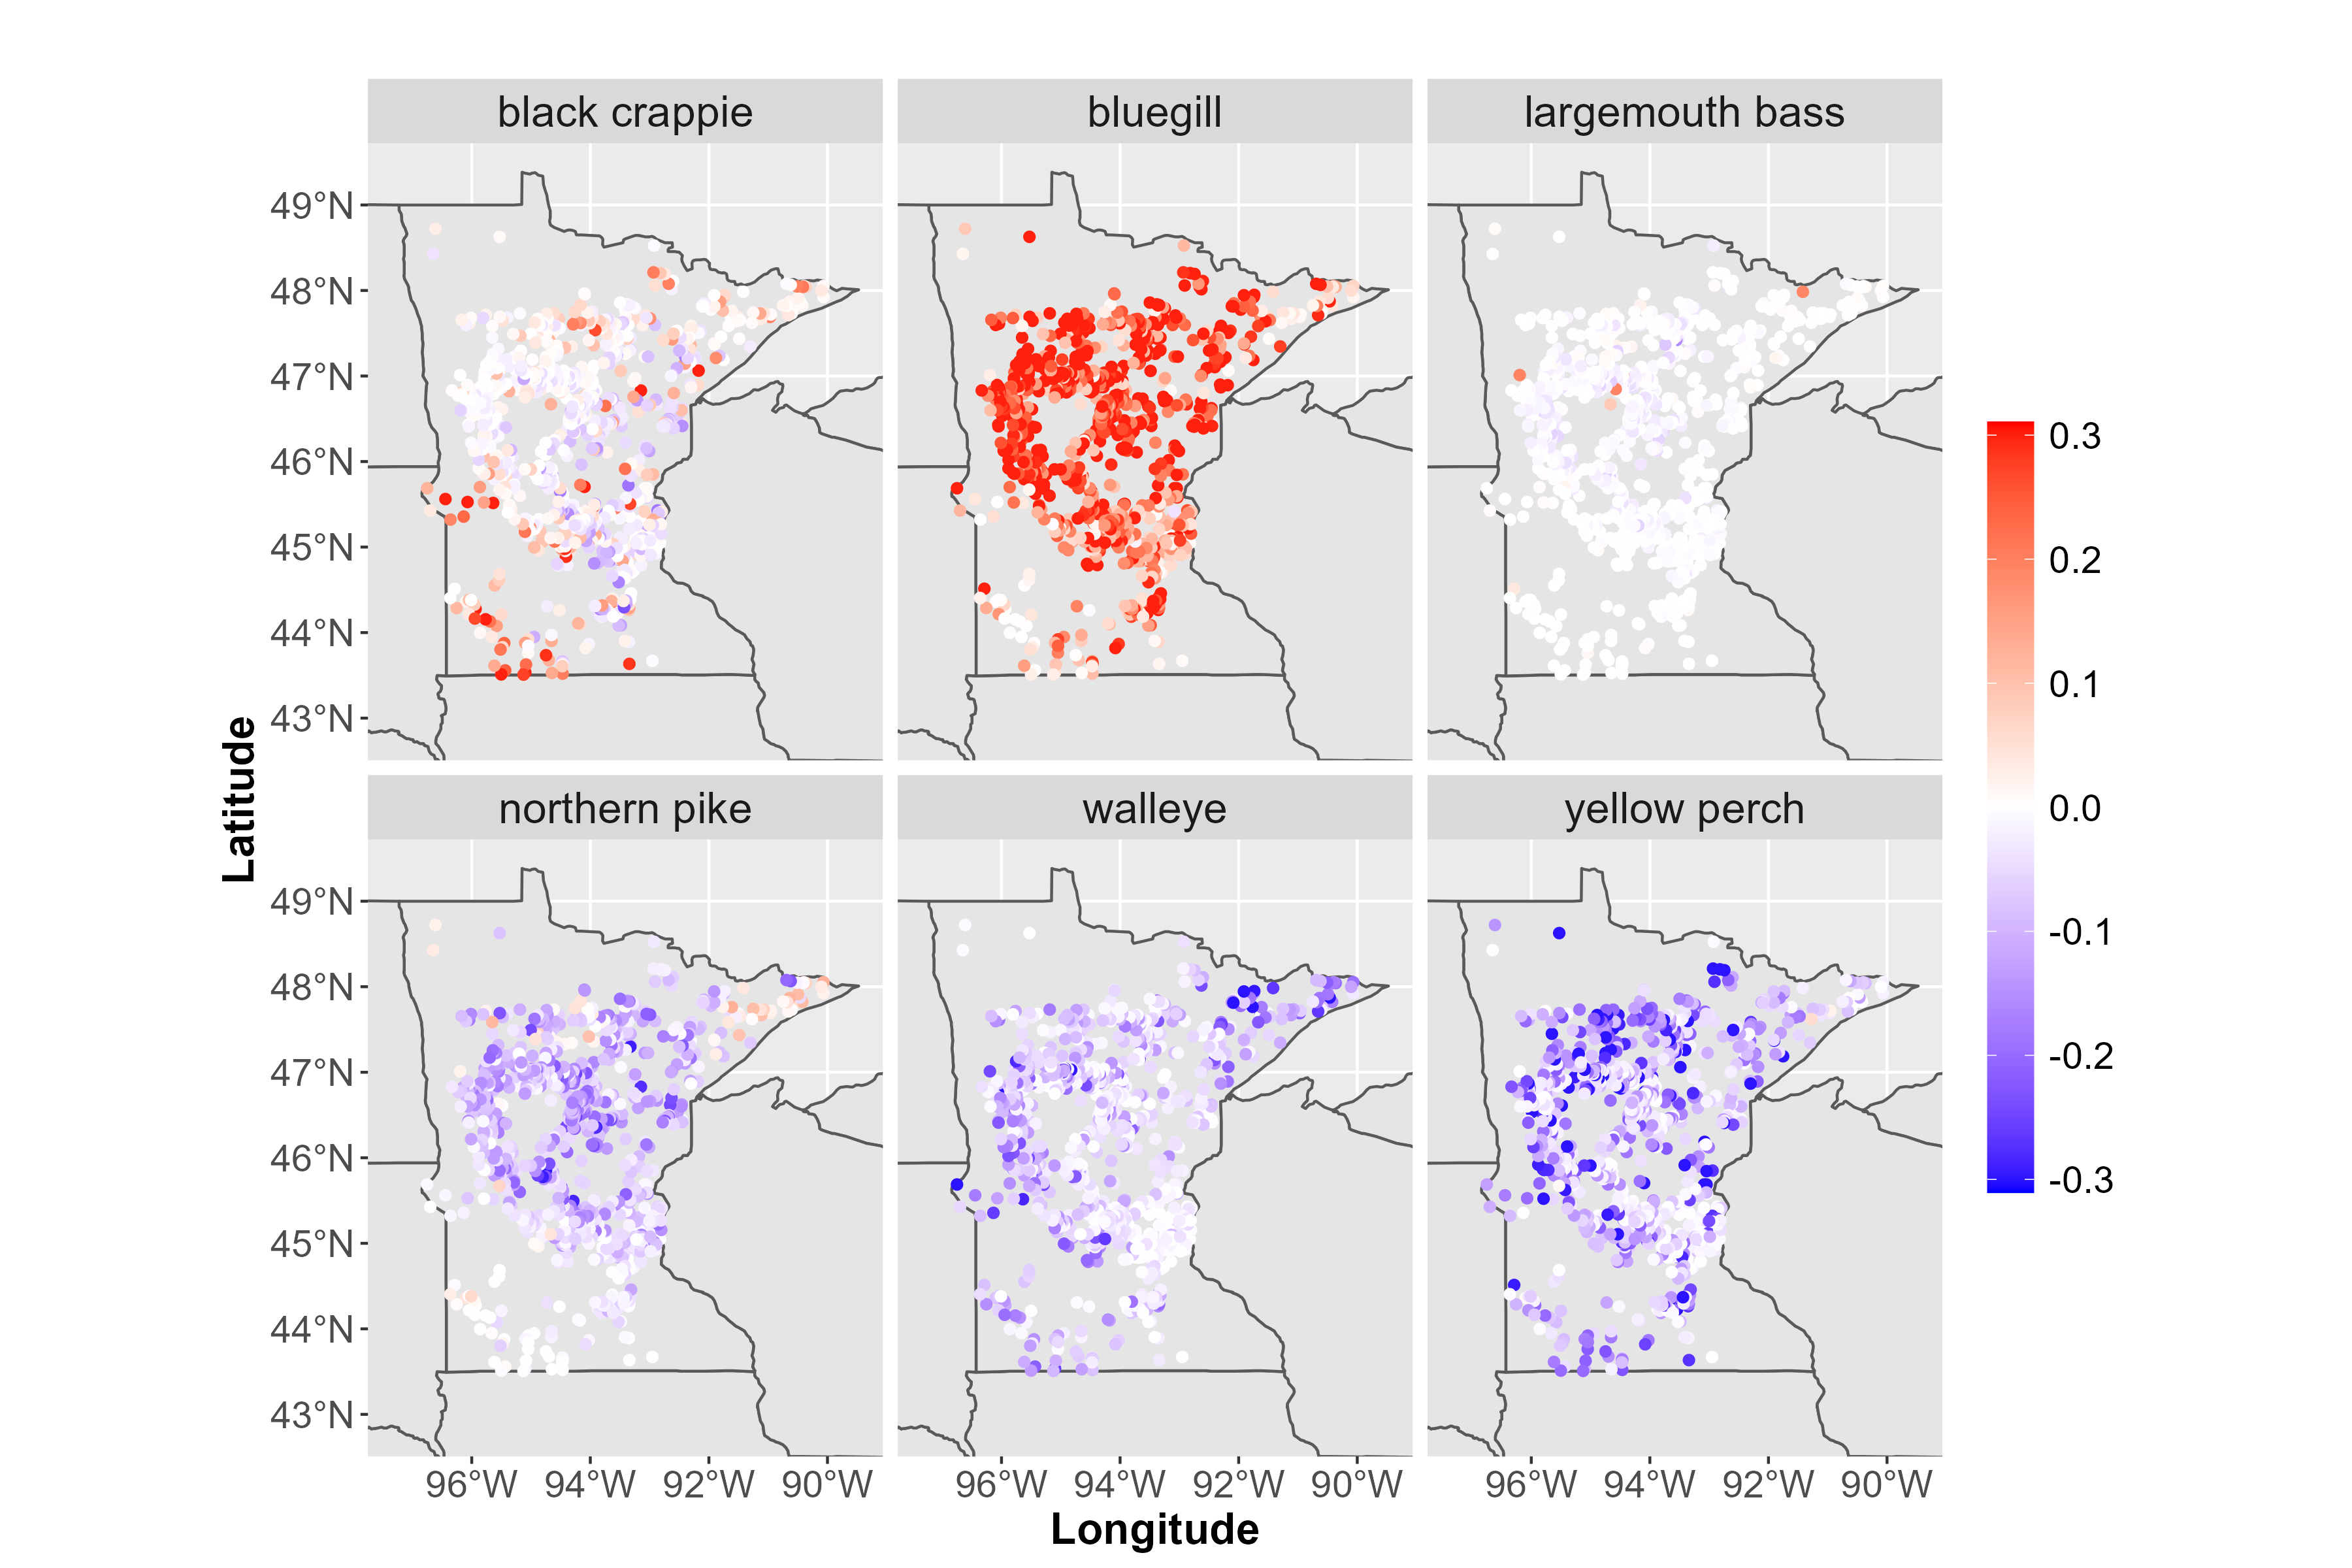 black crappie
bluegill
largemouth bass
49°N
48°N
47°N
46°N
45°N
44°N
43°N
northern pike
walleye
yellow perch
49°N
48°N
47°N
46°N
45°N
44°N
43°N
96°W 94°W 92°W 90°W
96°W 94°W 92°W 90°W
96°W 94°W 92°W 90°W
Longitude
Latitude
0.3
0.2
0.1
0.0
-0.1
-0.2
-0.3